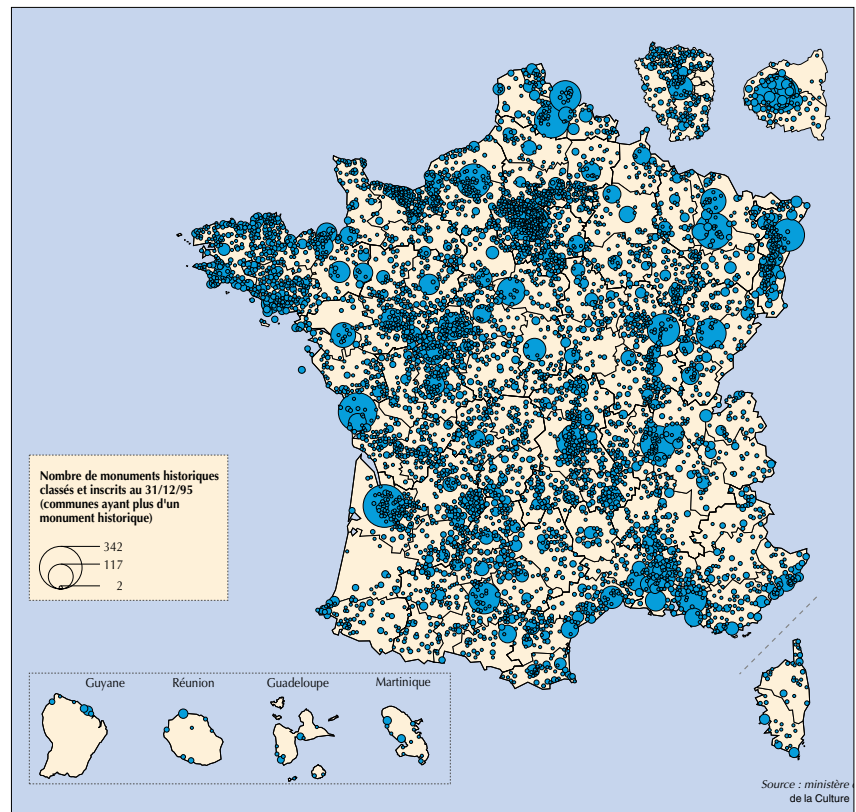 Nombre de monuments historiques
classés et inscrits au 31/12/95
(communes ayant plus d'un
monument historique)
342
117
2
Guyane
Réunion
Guadeloupe
Martinique
Source : ministère
de la Culture